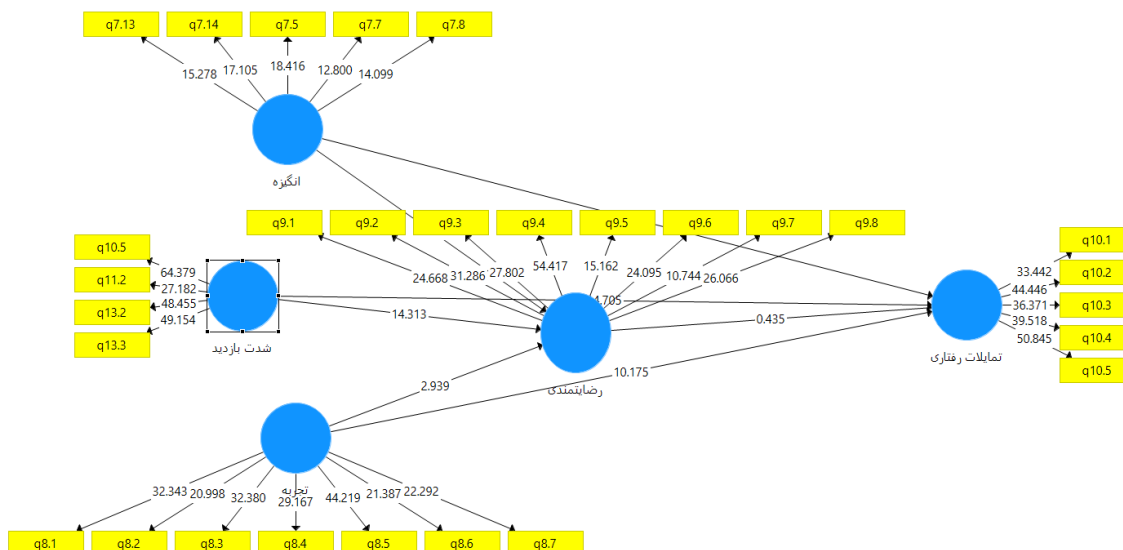 q7.13 q7.14 q7.5 q7.7 q7.8
15.278 17.105 18.416 12.800 14.099
انگیزه
q9.1 q9.2 q9.3 q9.4 q9.5 q9.6 q9.7 q9.8
24.668 31.286 27.802 54.417 15.162 24.095 10.744 26.066
q10.5
q11.2
q13.2
q13.3
64.379
27.182
48.455
49.154
شدت بازدید
14.313
0.435
2.939
10.175
رضایتمندی
q10.1
q10.2
q10.3
q10.4
q10.5
33.442
44.446
36.371
39.518
50.845
تمایلات رفتاری
تجربه
32.343 20.998 32.380 29.167 44.219 21.387 22.292
q8.1 q8.2 q8.3 q8.4 q8.5 q8.6 q8.7